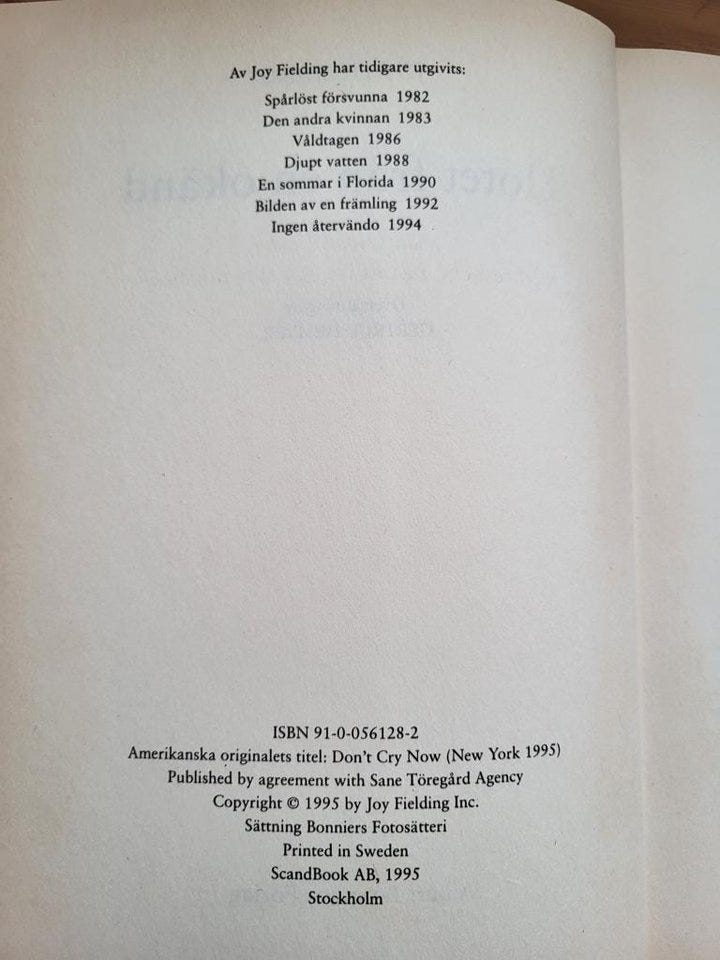 Av Joy Fielding har tidigare utgivits:
Spårlöst försvunna 1982
Den andra kvinnan 1983
Våldtagen 1986
Djupt vatten 1988
En sommar i Florida 1990
Bilden av en främling 1992
Ingen återvändo 1994
ISBN 91-0-056128-2
Amerikanska originalets titel: Don't Cry Now (New York 1995)
Published by agreement with Sane Töregård Agency
Copyright © 1995 by Joy Fielding Inc.
Sättning Bonniers Fotosätteri
Printed in Sweden
ScandBook AB, 1995
Stockholm